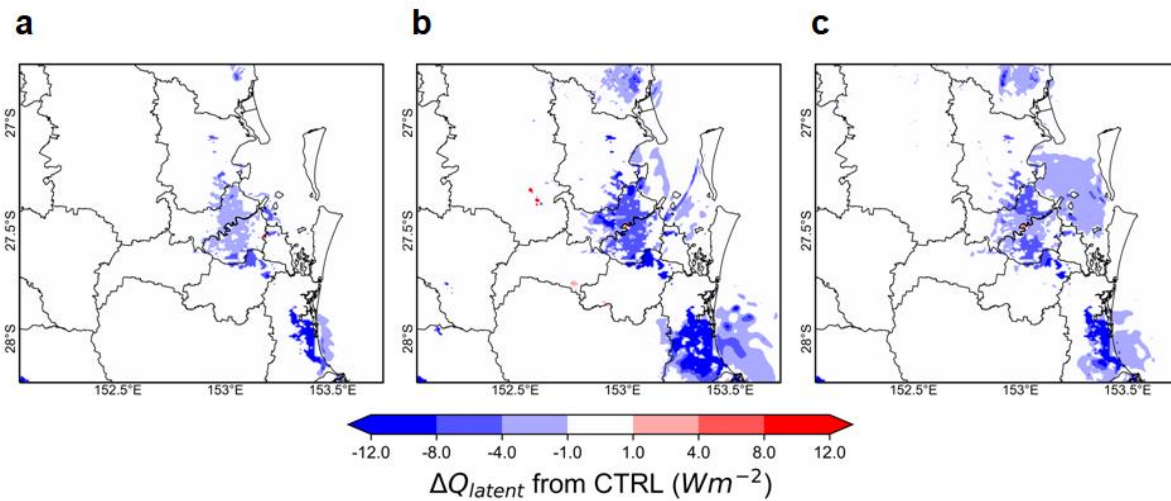 a b c
27°S 27°S 27°S
27.5°S 27.5°S 27.5°S
28°S 28°S 28°S
152.5°E 153°E 153.5°E 152.5°E 153°E 153.5°E 152.5°E 153°E 153.5°E
-12.0 -8.0 -4.0 -1.0 1.0 4.0 8.0 12.0
ΔQlatent from CTRL (Wm−2)